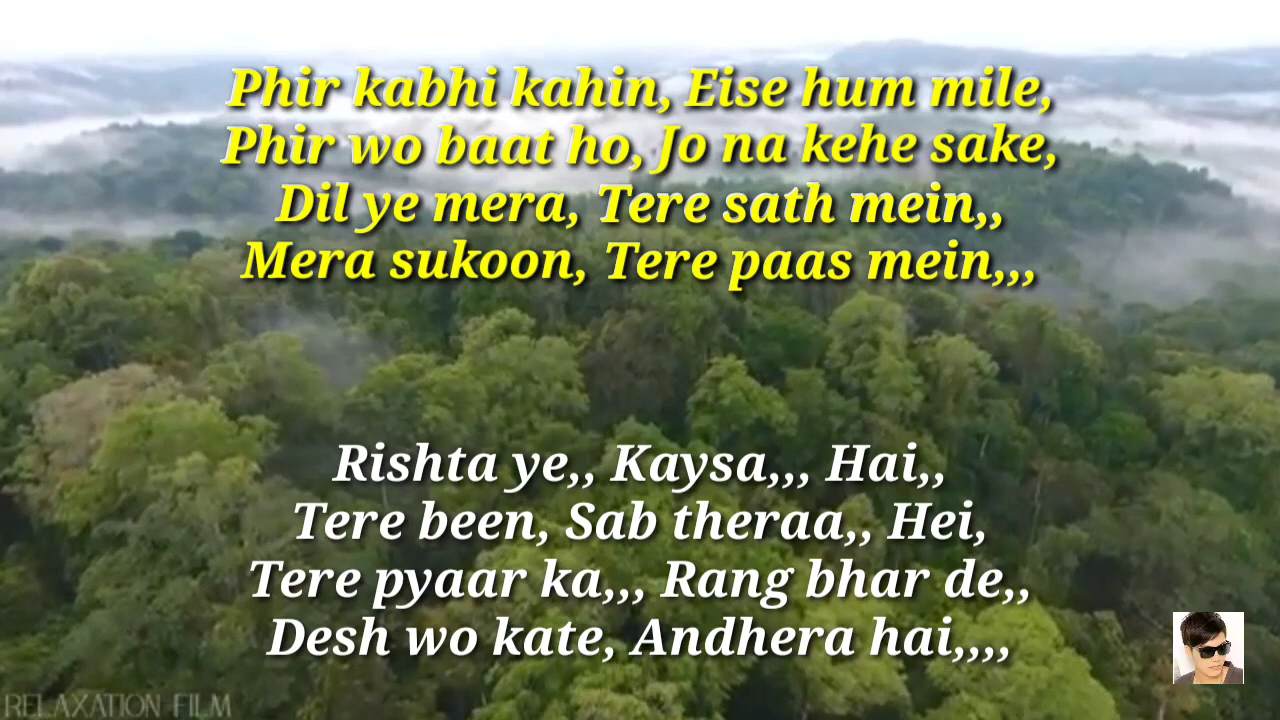 Phir kabhi kahin, Eise hum mile,
Phir wo baat ho, Jo na kehe sake,
Dil ye mera, Tere sath mein,,
Mera sukoon, Tere paas mein,,,
Rishta ye,, Kaysa,,, Hai,,
Tere been, Sab theraa,, Hei,
Tere pyaar ka,,, Rang bhar de,,
Desh wo kate, Andhera hai,,,,
RELAXATION FILM